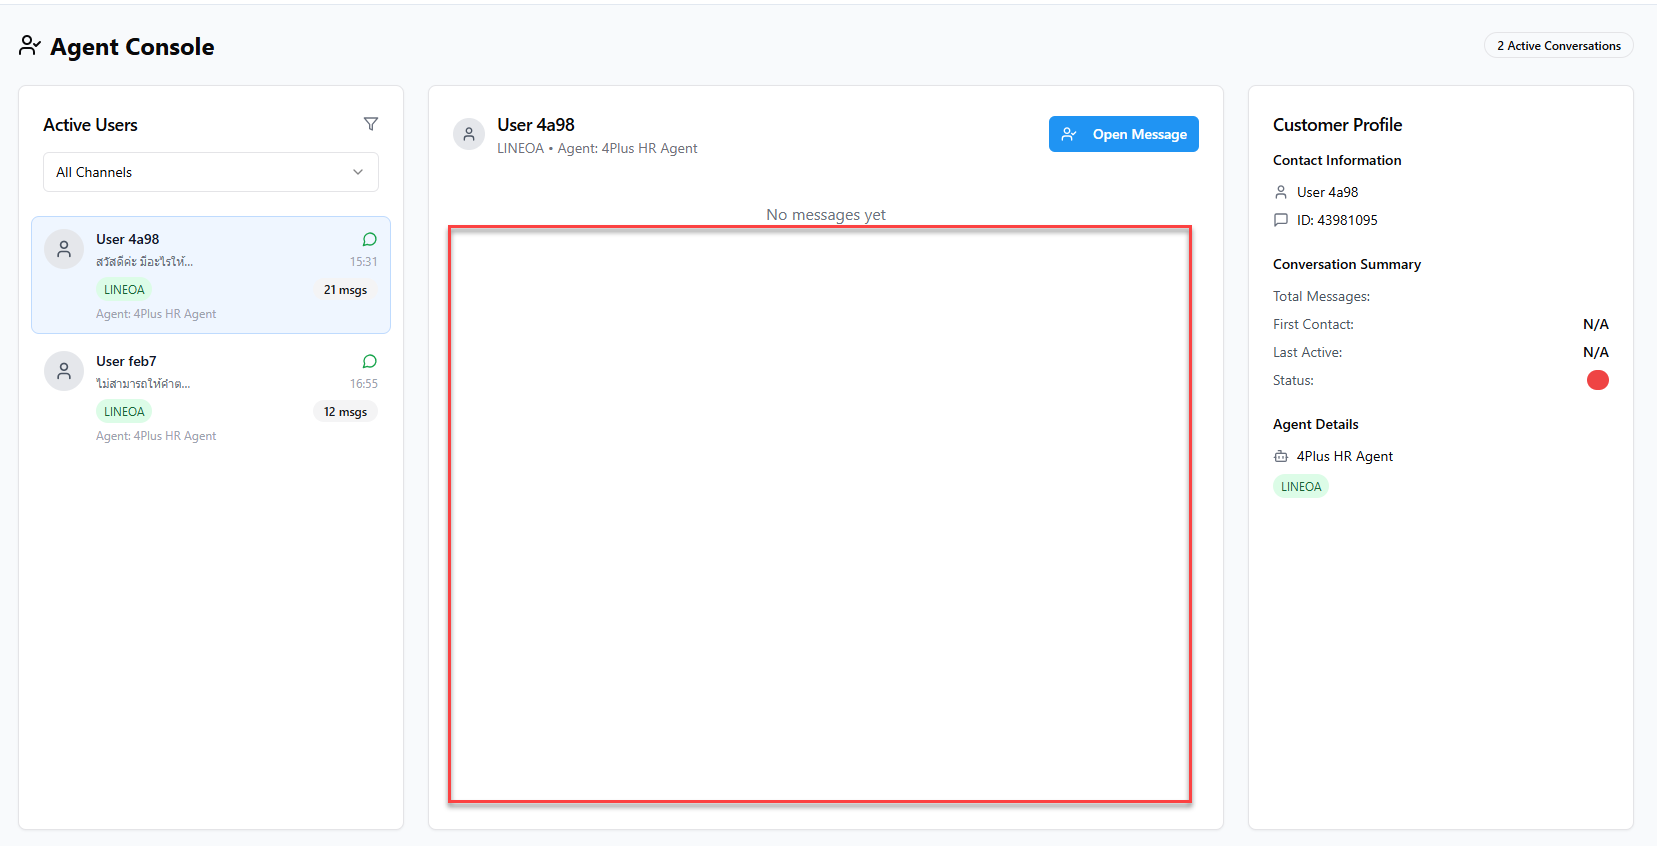 Agent Console
2 Active Conversations
Active Users
All Channels
User 4a98
สวัสดีค่ะ มีอะไรให้...
15:31
LINEOA
21 msgs
Agent: 4Plus HR Agent
User feb7
ไม่สามารถให้คำต...
16:55
LINEOA
12 msgs
Agent: 4Plus HR Agent
User 4a98
LINEOA • Agent: 4Plus HR Agent
Open Message
No messages yet
Customer Profile
Contact Information
User 4a98
ID: 43981095
Conversation Summary
Total Messages:
First Contact: N/A
Last Active: N/A
Status:
Agent Details
4Plus HR Agent
LINEOA